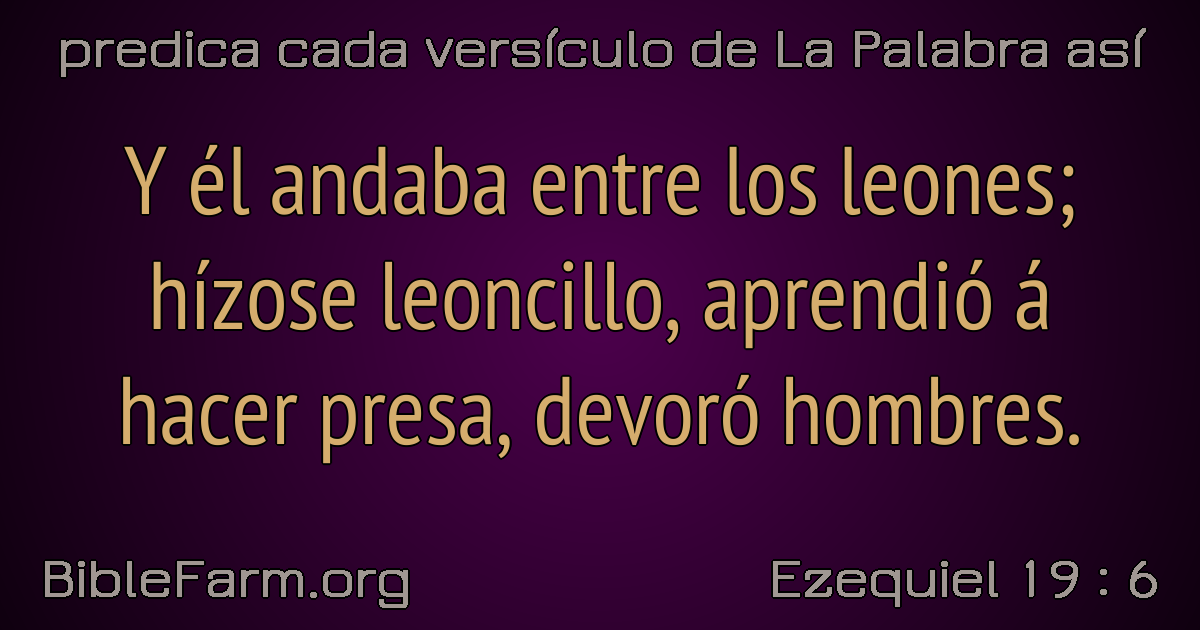 predica cada versículo de La Palabra así
Y él andaba entre los leones;
hízose leoncillo, aprendió á
hacer presa, devoró hombres.
BibleFarm.org
Ezequiel 19 : 6